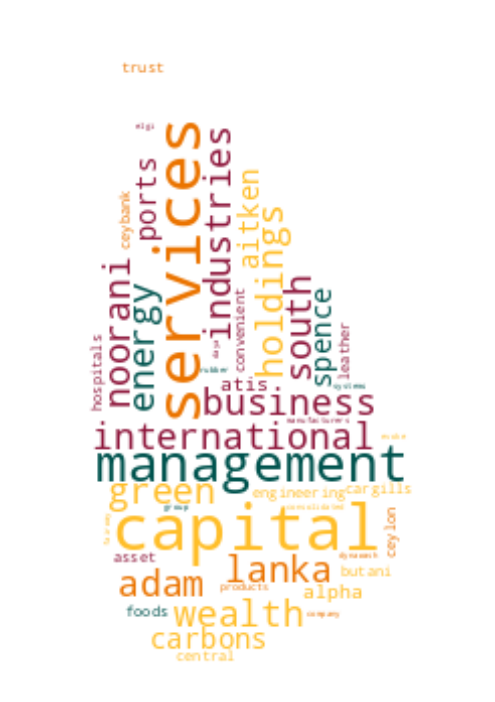 trust
elgi
services
industries
ports
aitken
ceybank
holdings
noorani
south
energy
spence
convenient
leather
hospitals
rubber
atis
systems
business
manufacturers
international
management
green
engineering
cargills
group
consolidated
capital
ceylon
asset
dynawash
lanka
products
butani
adam
alpha
foods
wealth
company
carbons
central